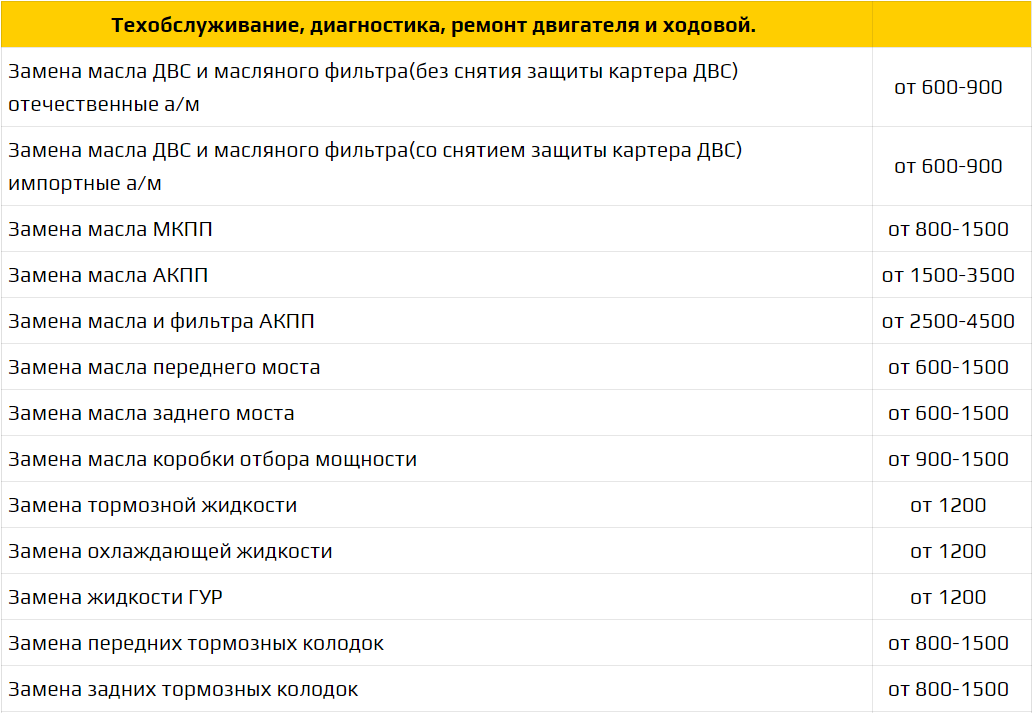 Техобслуживание, диагностика, ремонт двигателя и ходовой.
Замена масла ДВС и масляного фильтра(без снятия защиты картера ДВС)
отечественные а/м
от 600-900
Замена масла ДВС и масляного фильтра(со снятием защиты картера ДВС)
импортные а/м
от 600-900
Замена масла МКПП
от 800-1500
Замена масла АКПП
от 1500-3500
Замена масла и фильтра АКПП
от 2500-4500
Замена масла переднего моста
от 600-1500
Замена масла заднего моста
от 600-1500
Замена масла коробки отбора мощности
от 900-1500
Замена тормозной жидкости
от 1200
Замена охлаждающей жидкости
от 1200
Замена жидкости ГУР
от 1200
Замена передних тормозных колодок
от 800-1500
Замена задних тормозных колодок
от 800-1500